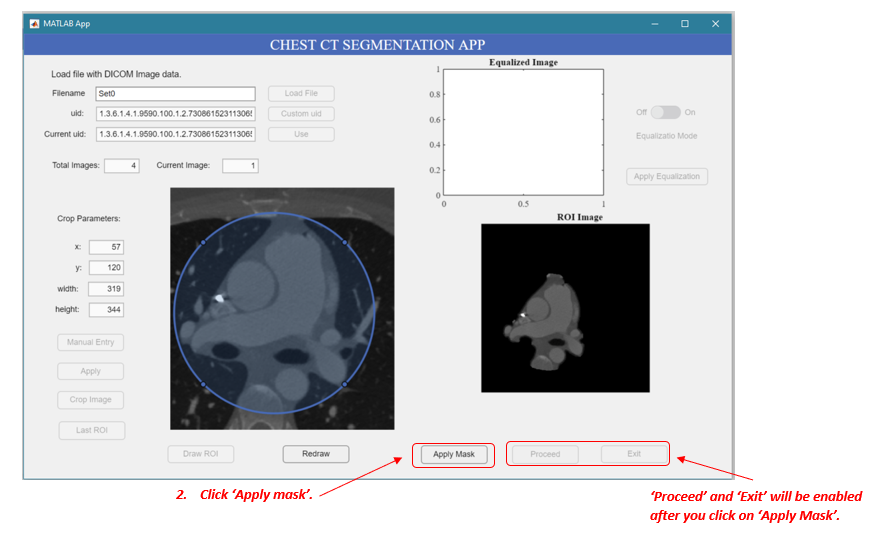 MATLAB App
CHEST CT SEGMENTATION APP
Load file with DICOM Image data.
Filename Set0 Load File
uid: 1.3.6.1.4.1.9590.100.1.2.73086152311306 Custom uid
Current uid: 1.3.6.1.4.1.9590.100.1.2.73086152311306 Use
Total Images: 4 Current Image: 1
Crop Parameters:
x: 57
y: 120
width: 319
height: 344
Manual Entry
Apply
Crop Image
Last ROI
Draw ROI
Redraw
Equalized Image
1
0.8
0.6
0.4
0.2
0
0 0.5 1
Off On
Equalizatio Mode
Apply Equalization
ROI Image
Apply Mask
Proceed
Exit
2. Click ‘Apply mask’.
‘Proceed’ and ‘Exit’ will be enabled
after you click on ‘Apply Mask’.